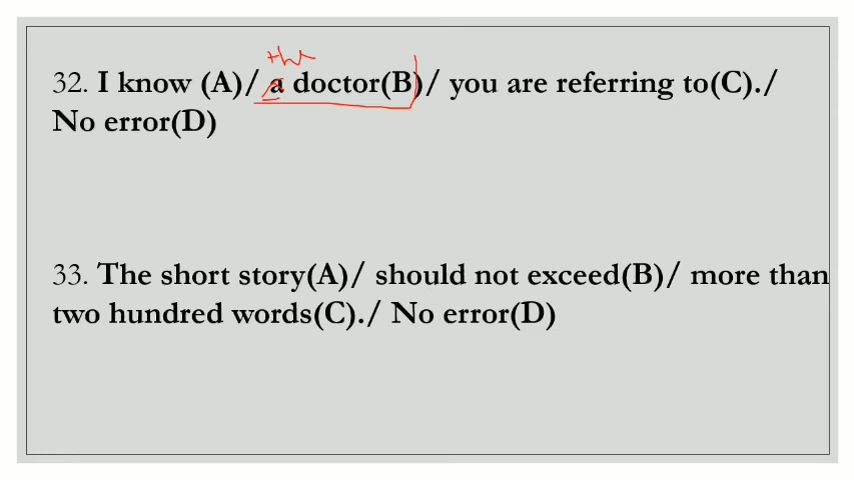 the
32. I know (A)/ a doctor(B)/ you are referring to(C)./
No error(D)
33. The short story(A)/ should not exceed(B)/ more than
two hundred words(C)./ No error(D)